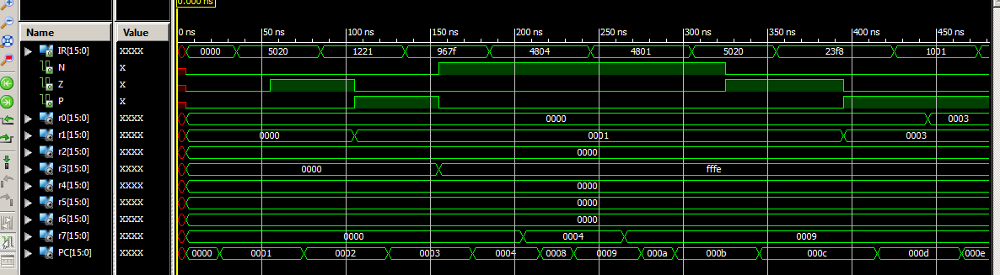 0.000 ns
Name Value 0 ns 50 ns 100 ns 150 ns 200 ns 250 ns 300 ns 350 ns 400 ns 450 ns
IR[15:0] XXXX 0000 5020 1221 967f 4804 4801 5020 23f8 1001
N X
Z X
P X
r0[15:0] XXXX 0000 0003
r1[15:0] XXXX 0000 0001 0003
r2[15:0] XXXX 0000
r3[15:0] XXXX 0000 fffe
r4[15:0] XXXX 0000
r5[15:0] XXXX 0000
r6[15:0] XXXX 0000
r7[15:0] XXXX 0000 0004 0009
PC[15:0] XXXX 0000 0001 0002 0003 0004 0008 0009 000a 000b 000c 000d 000e